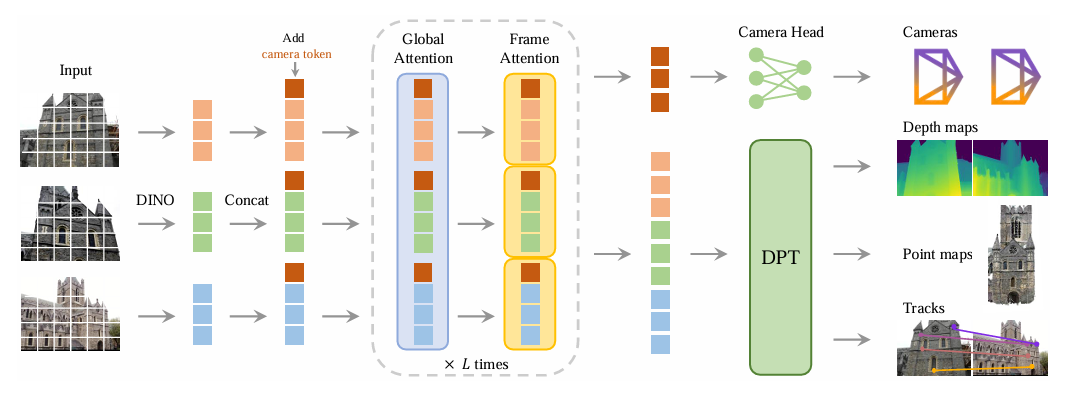 Input
DINO
Concat
Add
camera token
Global
Attention
Frame
Attention
× L times
Camera Head
DPT
Cameras
Depth maps
Point maps
Tracks